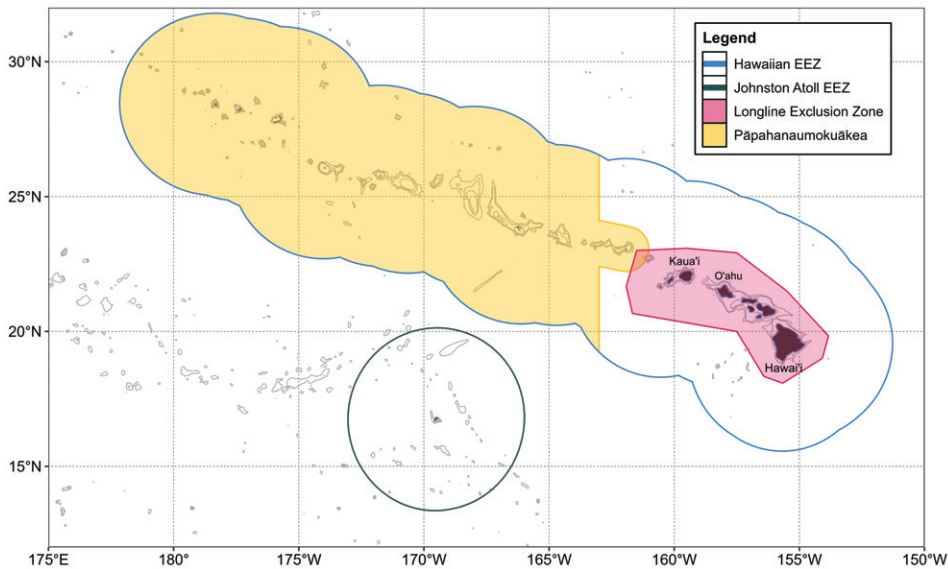 30°N
25°N
20°N
15°N
175°E
180°
175°W
170°W
165°W
160°W
155°W
150°W
Legend
Hawaiian EEZ
Johnston Atoll EEZ
Longline Exclusion Zone
Pāpahanaumokuākea
Kaua'i
O'ahu
Hawai'i